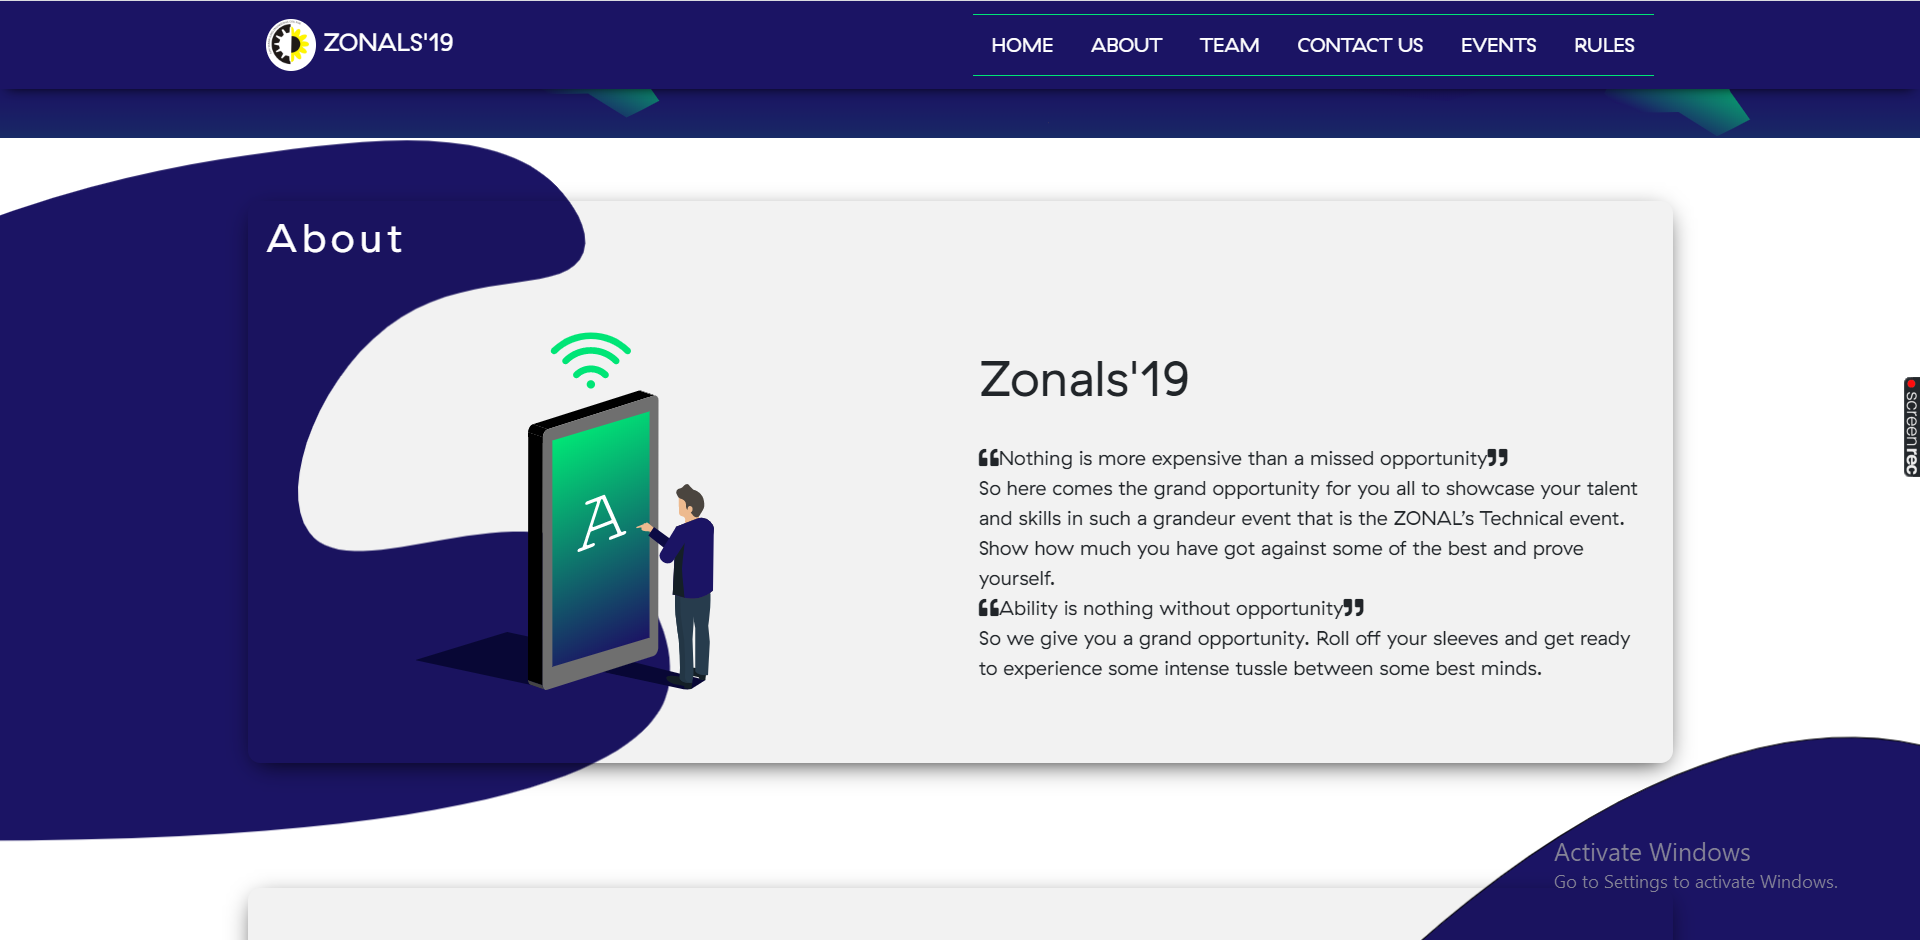 ZONALS'19
HOME ABOUT TEAM CONTACT US EVENTS RULES
About
A
Zonals'19
❝Nothing is more expensive than a missed opportunity❞
So here comes the grand opportunity for you all to showcase your talent
and skills in such a grandeur event that is the ZONAL’s Technical event.
Show how much you have got against some of the best and prove
yourself.
❝Ability is nothing without opportunity❞
So we give you a grand opportunity. Roll off your sleeves and get ready
to experience some intense tussle between some best minds.
screenrec
Activate Windows
Go to Settings to activate Windows.